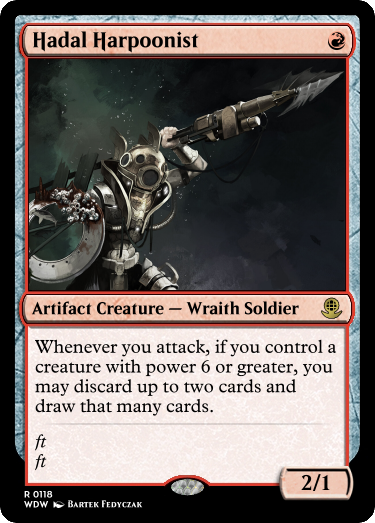 Hadal Harpoonist
Artifact Creature — Wraith Soldier
Whenever you attack, if you control a
creature with power 6 or greater, you
may discard up to two cards and
draw that many cards.
ft
ft
2/1
R 0118
WDW Bartek Fedyczak